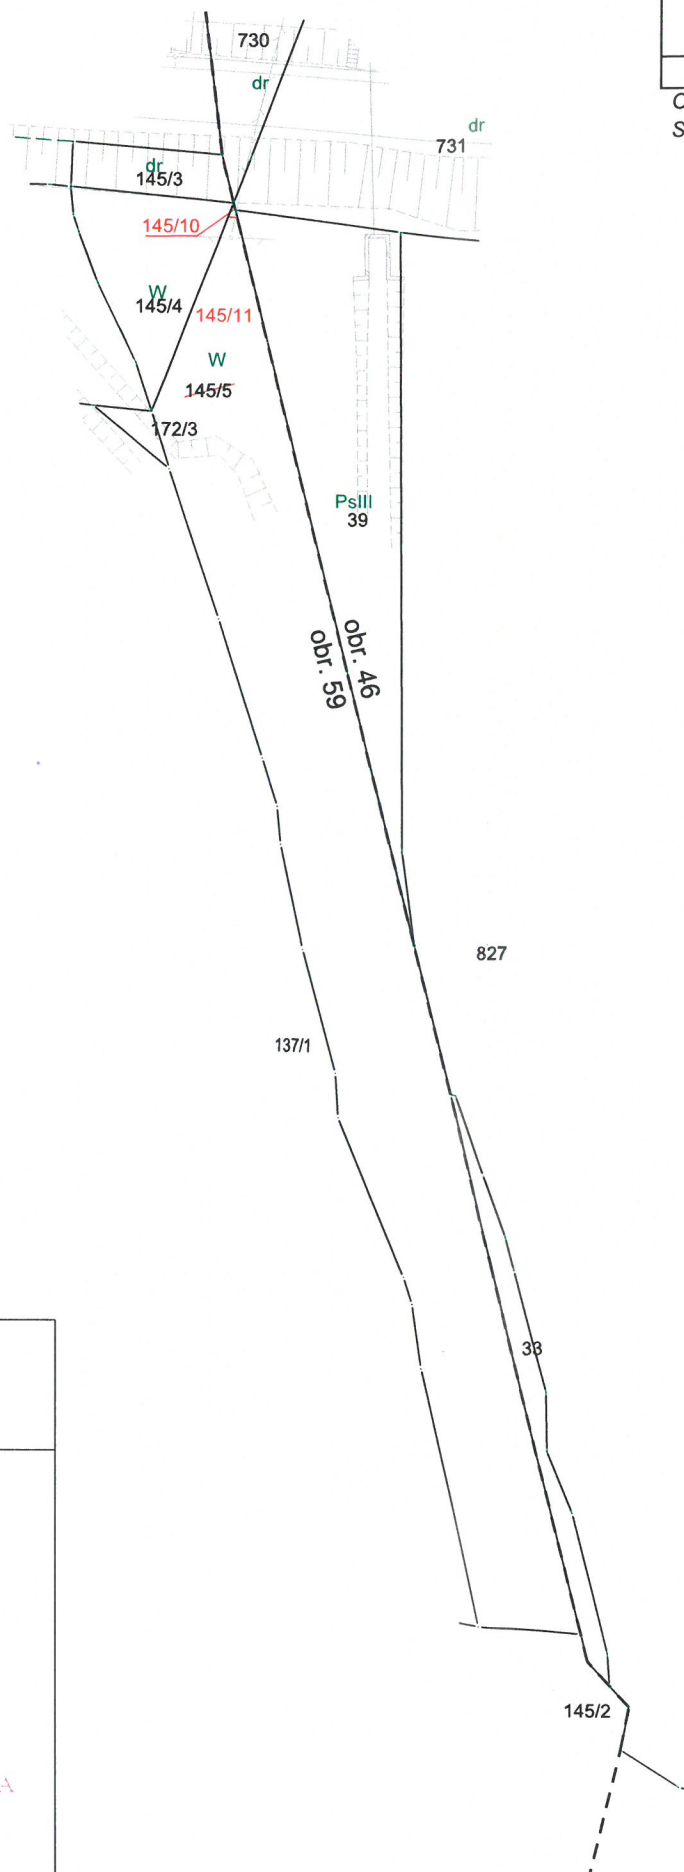 730
dr
C
S
dr
731
dr
145/3
145/10
W
145/4
145/11
W
145/5
172/3
PsIII
39
obr. 46
obr. 59
827
137/1
33
145/2
A